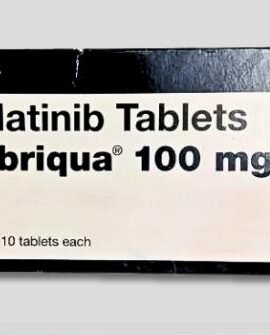 latinib Tablets
briqua® 100 mg
10 tablets each